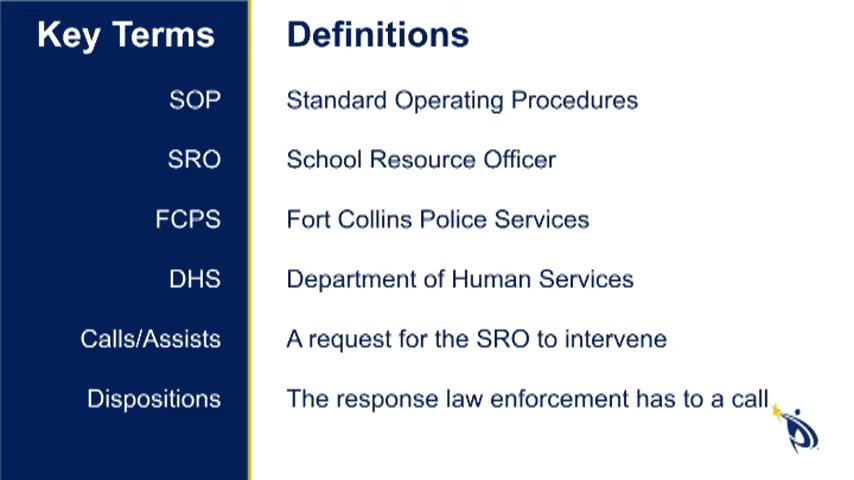 Key Terms Definitions
SOP Standard Operating Procedures
SRO School Resource Officer
FCPS Fort Collins Police Services
DHS Department of Human Services
Calls/Assists A request for the SRO to intervene
Dispositions The response law enforcement has to a call